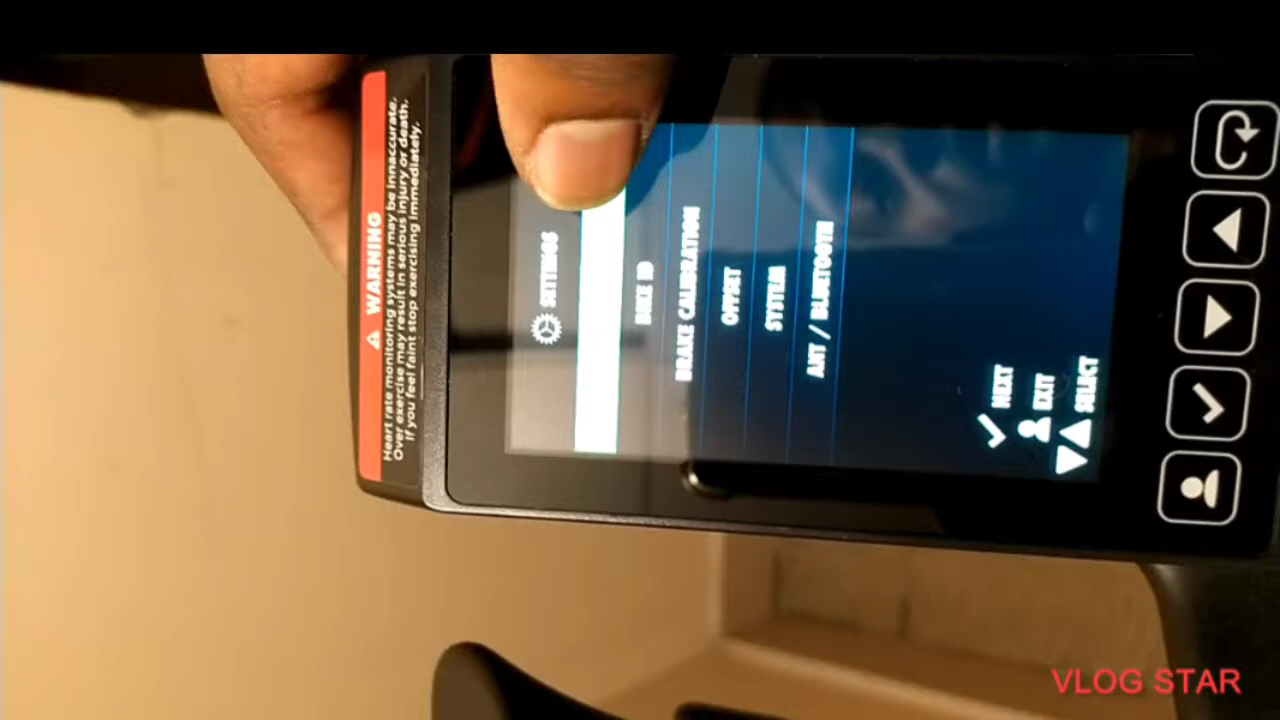 ⚠ WARNING
Heart rate monitoring systems may be innaccurate.
Over exercise may result in serious injury or death.
If you feel faint stop exercising immediately.
SETTINGS
BIKE ID
BRAKE CALIBRATION
OFFSET
SYSTEM
ANT / BLUETOOTH
NEXT
EXIT
SELECT
VLOG STAR